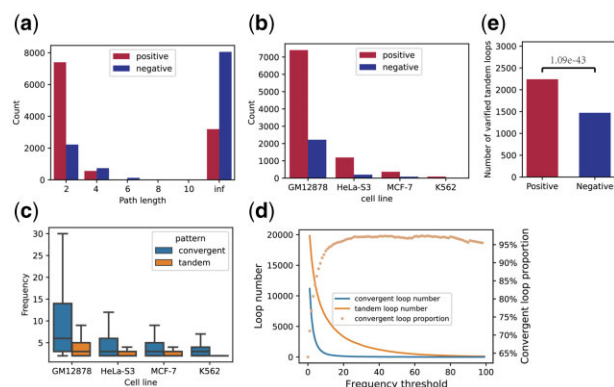 (a)
8000
6000
4000
2000
0
Count
positive
negative
2
4
6
8
10
inf
Path length
(b)
7000
6000
5000
4000
3000
2000
1000
0
Count
positive
negative
GM12878
HeLa-S3
MCF-7
K562
cell line
(e)
Number of varified tandem loops
3000
2500
2000
1500
1000
500
0
1.09e-43
Positive
Negative
(c)
30
25
20
15
10
5
0
Frequency
pattern
convergent
tandem
GM12878
HeLa-S3
MCF-7
K562
Cell line
(d)
20000
15000
10000
5000
0
Loop number
convergent loop number
tandem loop number
convergent loop proportion
95%
90%
85%
80%
75%
70%
65%
Convergent loop proportion
0
20
40
60
80
100
Frequency threshold